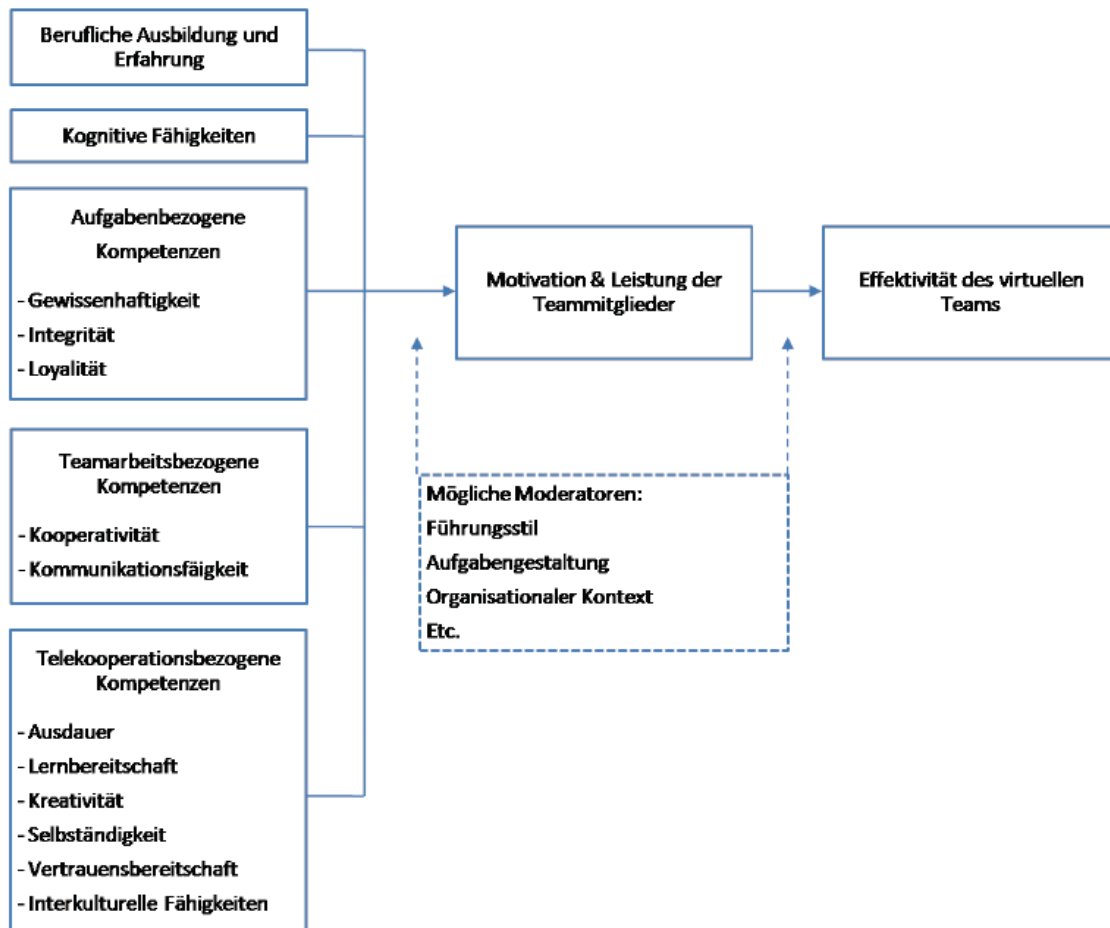 Berufliche Ausbildung und
Erfahrung
Kognitive Fähigkeiten
Aufgabenbezogene
Kompetenzen
- Gewissenhaftigkeit
- Integrität
- Loyalität
Teamarbeitsbezogene
Kompetenzen
- Kooperativität
- Kommunikationsfäigkeit
Telekooperationsbezogene
Kompetenzen
- Ausdauer
- Lernbereitschaft
- Kreativität
- Selbständigkeit
- Vertrauensbereitschaft
- Interkulturelle Fähigkeiten
Motivation & Leistung der
Teammitglieder
Mögliche Moderatoren:
Führungsstil
Aufgabengestaltung
Organisationaler Kontext
Etc.
Effektivität des virtuellen
Teams